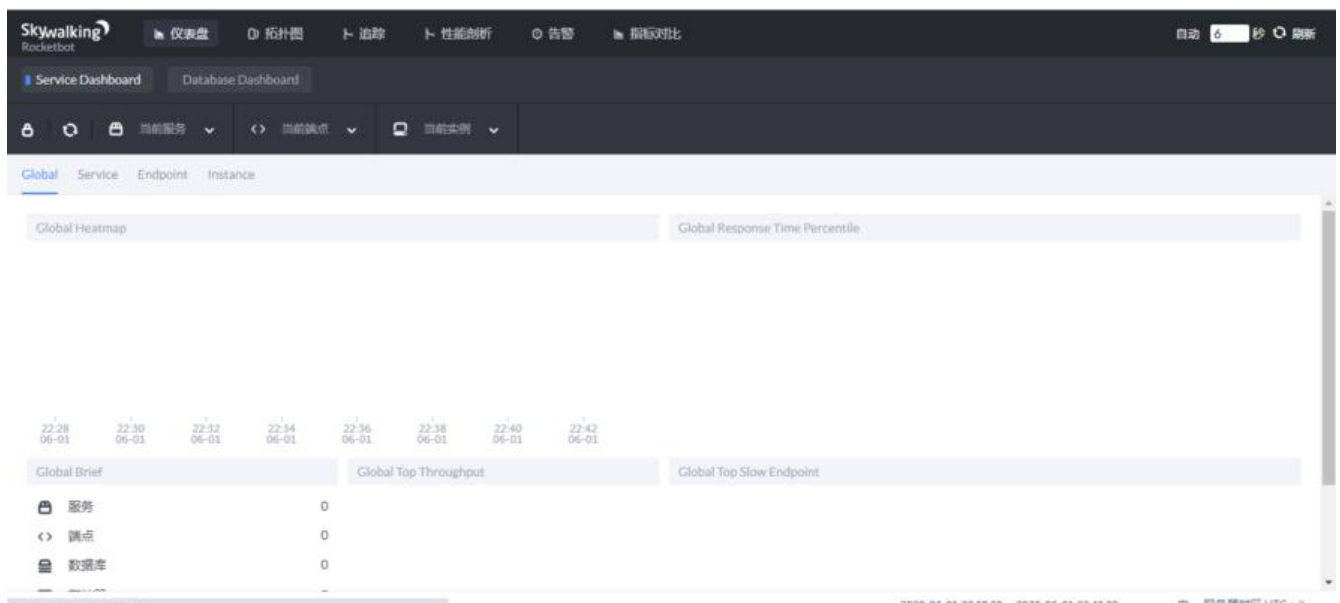 Skywalking
Rocketbot
仪表盘 拓扑图 追踪 性能剖析 告警 指标对比 自动 6 秒 刷新
Service Dashboard Database Dashboard
当前服务 当前端点 当前实例
Global Service Endpoint Instance
Global Heatmap Global Response Time Percentile
22:28 22:30 22:32 22:34 22:36 22:38 22:40 22:42
06-01 06-01 06-01 06-01 06-01 06-01 06-01 06-01
Global Brief Global Top Throughput Global Top Slow Endpoint
服务 0
端点 0
数据库 0